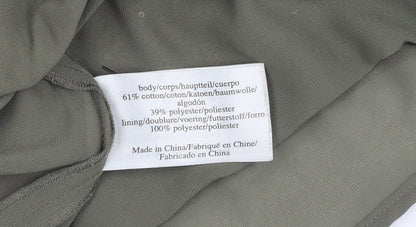 body/corps/hauptteil/cuerpo
61% cotton/coton/katoen/baumwolle/
algodón
39% polyester/poliester
lining/doublure/voering/futterstoff/forro
100% polyester/poliester
Made in China/Fabriqué en Chine/
Fabricado en China